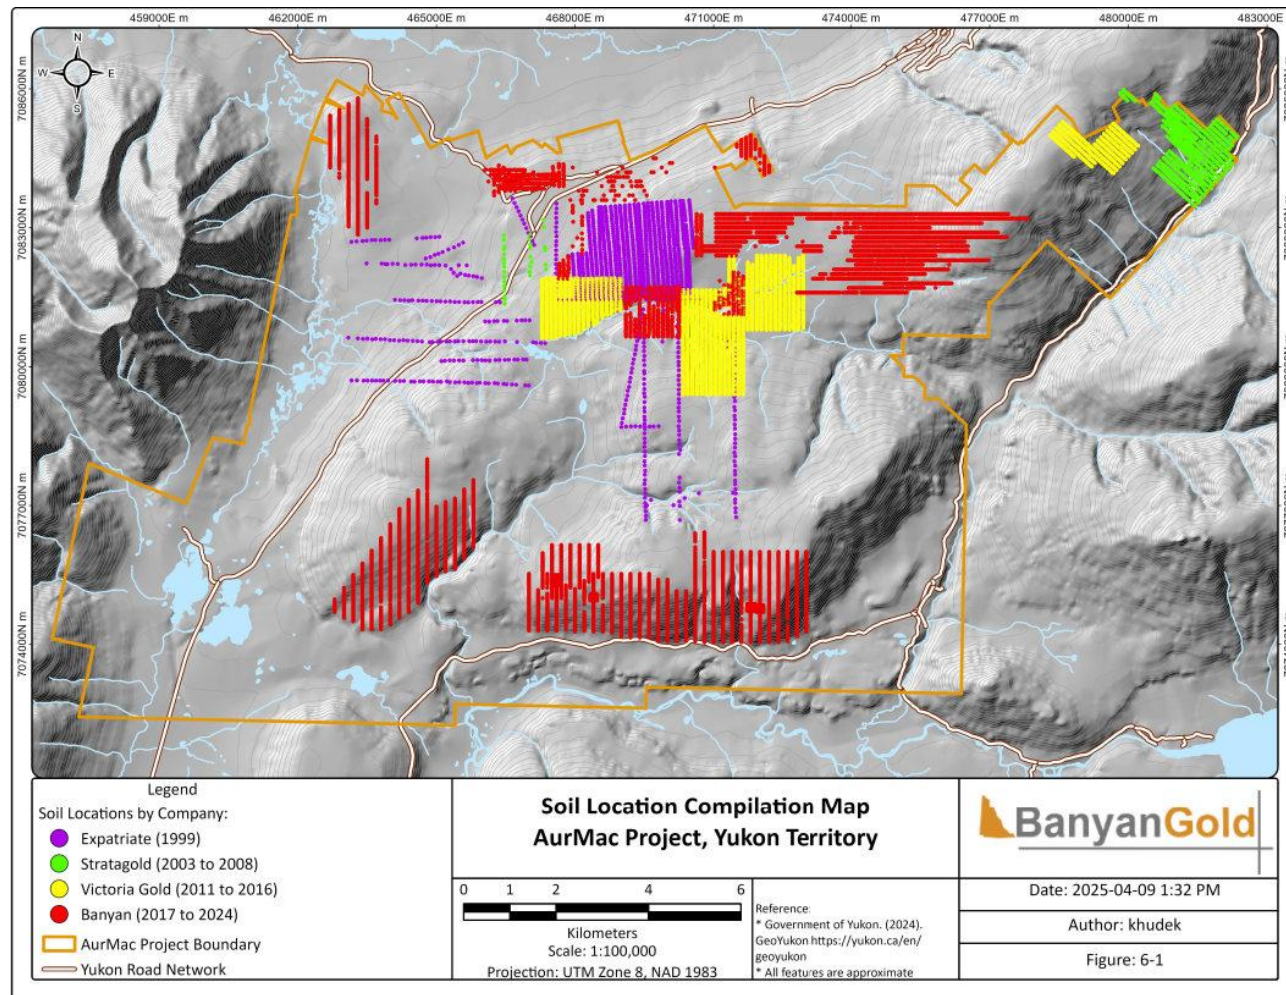 459000E m 462000E m 465000E m 468000E m 471000E m 474000E m 477000E m 480000E m 483000E m
N
W E
S
7086000N m
7083000N m
7080000N m
7077000N m
7074000N m
Legend
Soil Locations by Company:
Expatriate (1999)
Stratagold (2003 to 2008)
Victoria Gold (2011 to 2016)
Banyan (2017 to 2024)
AurMac Project Boundary
Yukon Road Network
Soil Location Compilation Map
AurMac Project, Yukon Territory
0 1 2 4 6
Kilometers
Scale: 1:100,000
Projection: UTM Zone 8, NAD 1983
Reference:
* Government of Yukon. (2024).
GeoYukon https://yukon.ca/en/
geoyukon
* All features are approximate
BanyanGold
Date: 2025-04-09 1:32 PM
Author: khudek
Figure: 6-1